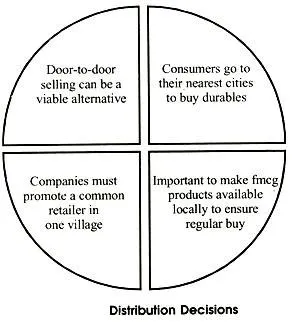 Door-to-door
selling can be a
viable alternative
Consumers go to
their nearest cities
to buy durables
Companies must
promote a common
retailer in
one village
Important to make fmcg
products available
locally to ensure
regular buy
Distribution Decisions